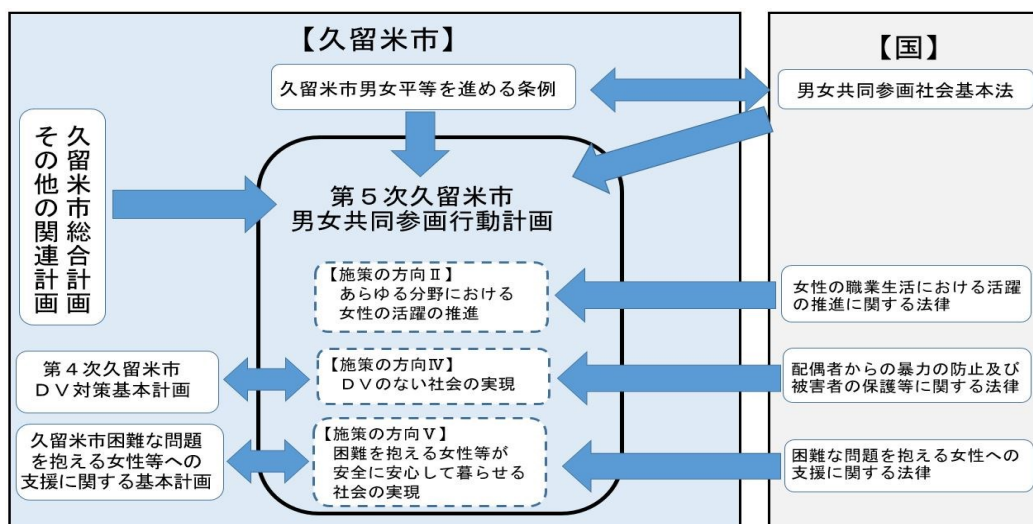 【久留米市】
久留米市男女平等を進める条例
久留米市総合計画
その他の関連計画
第５次久留米市
男女共同参画行動計画
【施策の方向Ⅱ】
あらゆる分野における
女性の活躍の推進
第４次久留米市
ＤＶ対策基本計画
【施策の方向Ⅳ】
ＤＶのない社会の実現
久留米市困難な問題
を抱える女性等への
支援に関する基本計画
【施策の方向Ⅴ】
困難を抱える女性等が
安全に安心して暮らせる
社会の実現
【国】
男女共同参画社会基本法
女性の職業生活における活躍
の推進に関する法律
配偶者からの暴力の防止及び
被害者の保護等に関する法律
困難な問題を抱える女性への
支援に関する法律